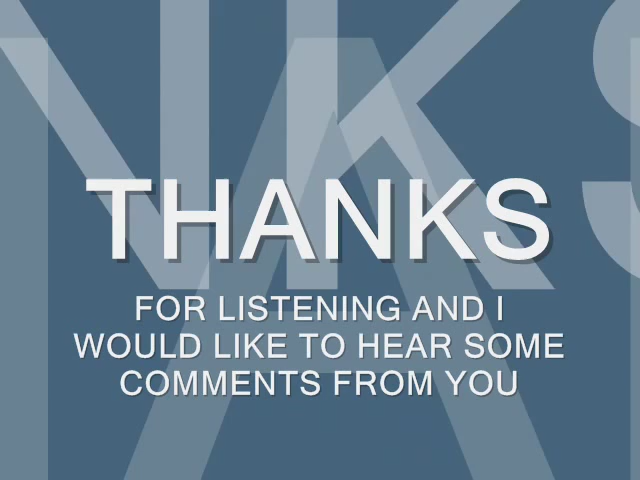 THANKS
FOR LISTENING AND I
WOULD LIKE TO HEAR SOME
COMMENTS FROM YOU